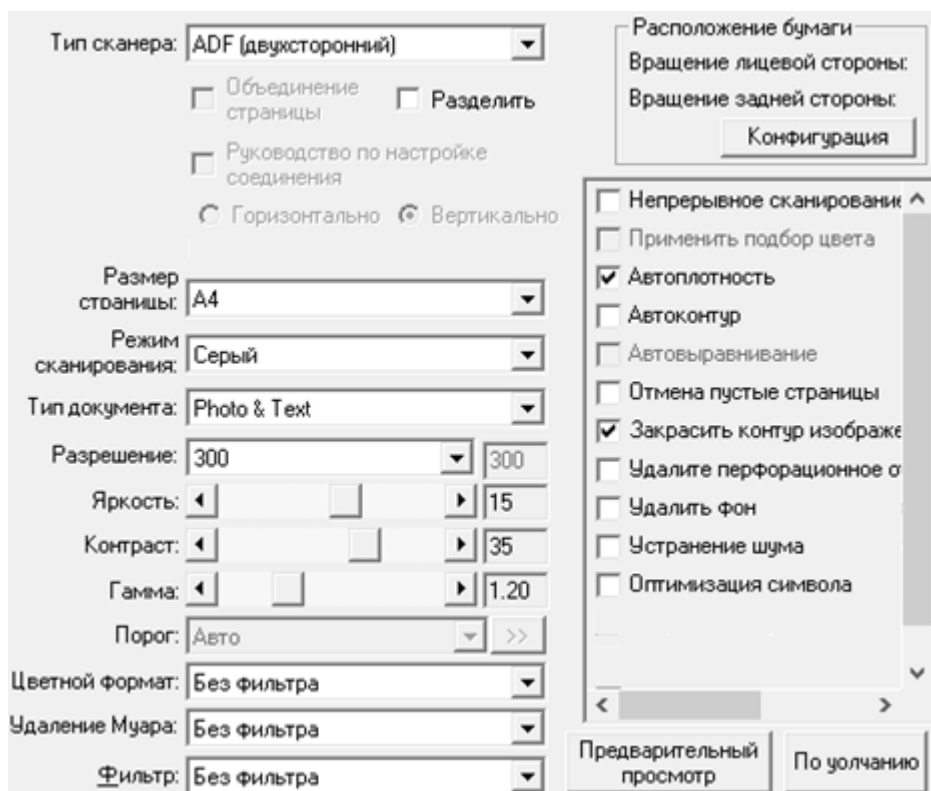 Тип сканера: ADF (двухсторонний)
Объединение
страницы
Разделить
Руководство по настройке
соединения
Горизонтально Вертикально
Размер
страницы: A4
Режим
сканирования: Серый
Тип документа: Photo & Text
Разрешение: 300 300
Яркость: 15
Контраст: 35
Гамма: 1.20
Порог: Авто >>
Цветной формат: Без фильтра
Удаление Муара: Без фильтра
Фильтр: Без фильтра
Расположение бумаги
Вращение лицевой стороны:
Вращение задней стороны:
Конфигурация
Непрерывное сканирование
Применить подбор цвета
Автоплотность
Автоконтур
Автовыравнивание
Отмена пустые страницы
Закрасить контур изображе
Удалите перфорационное о
Удалить фон
Устранение шума
Оптимизация символа
Предварительный
просмотр
По уолчанию